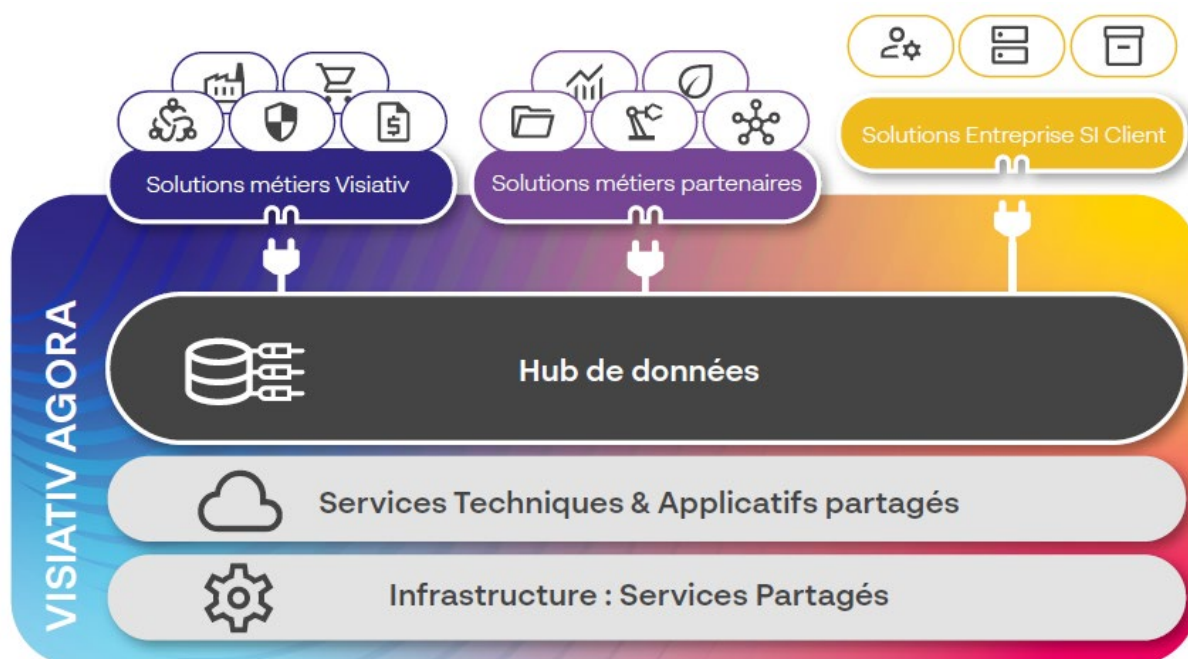 Solutions métiers Visiativ
Solutions métiers partenaires
Solutions Entreprise SI Client
VISIATIV AGORA
Hub de données
Services Techniques & Applicatifs partagés
Infrastructure : Services Partagés